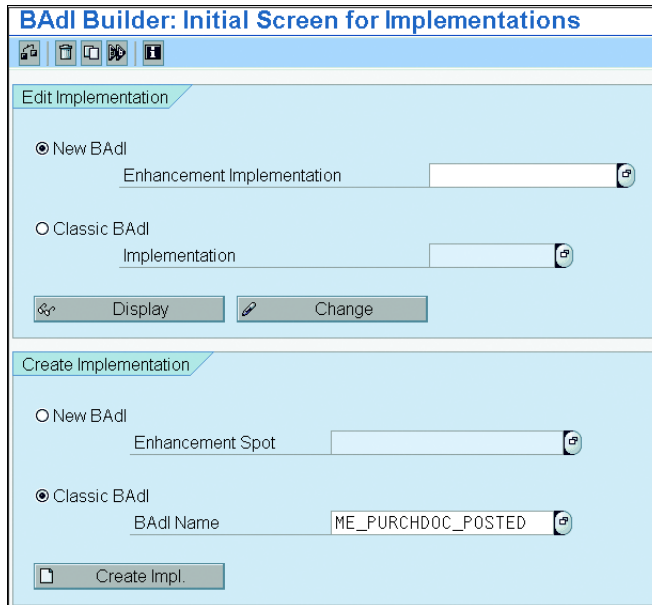 BAdI Builder: Initial Screen for Implementations
Edit Implementation
New BAdI
Enhancement Implementation
Classic BAdI
Implementation
Display Change
Create Implementation
New BAdI
Enhancement Spot
Classic BAdI
BAdI Name ME_PURCHDOC_POSTED
Create Impl.